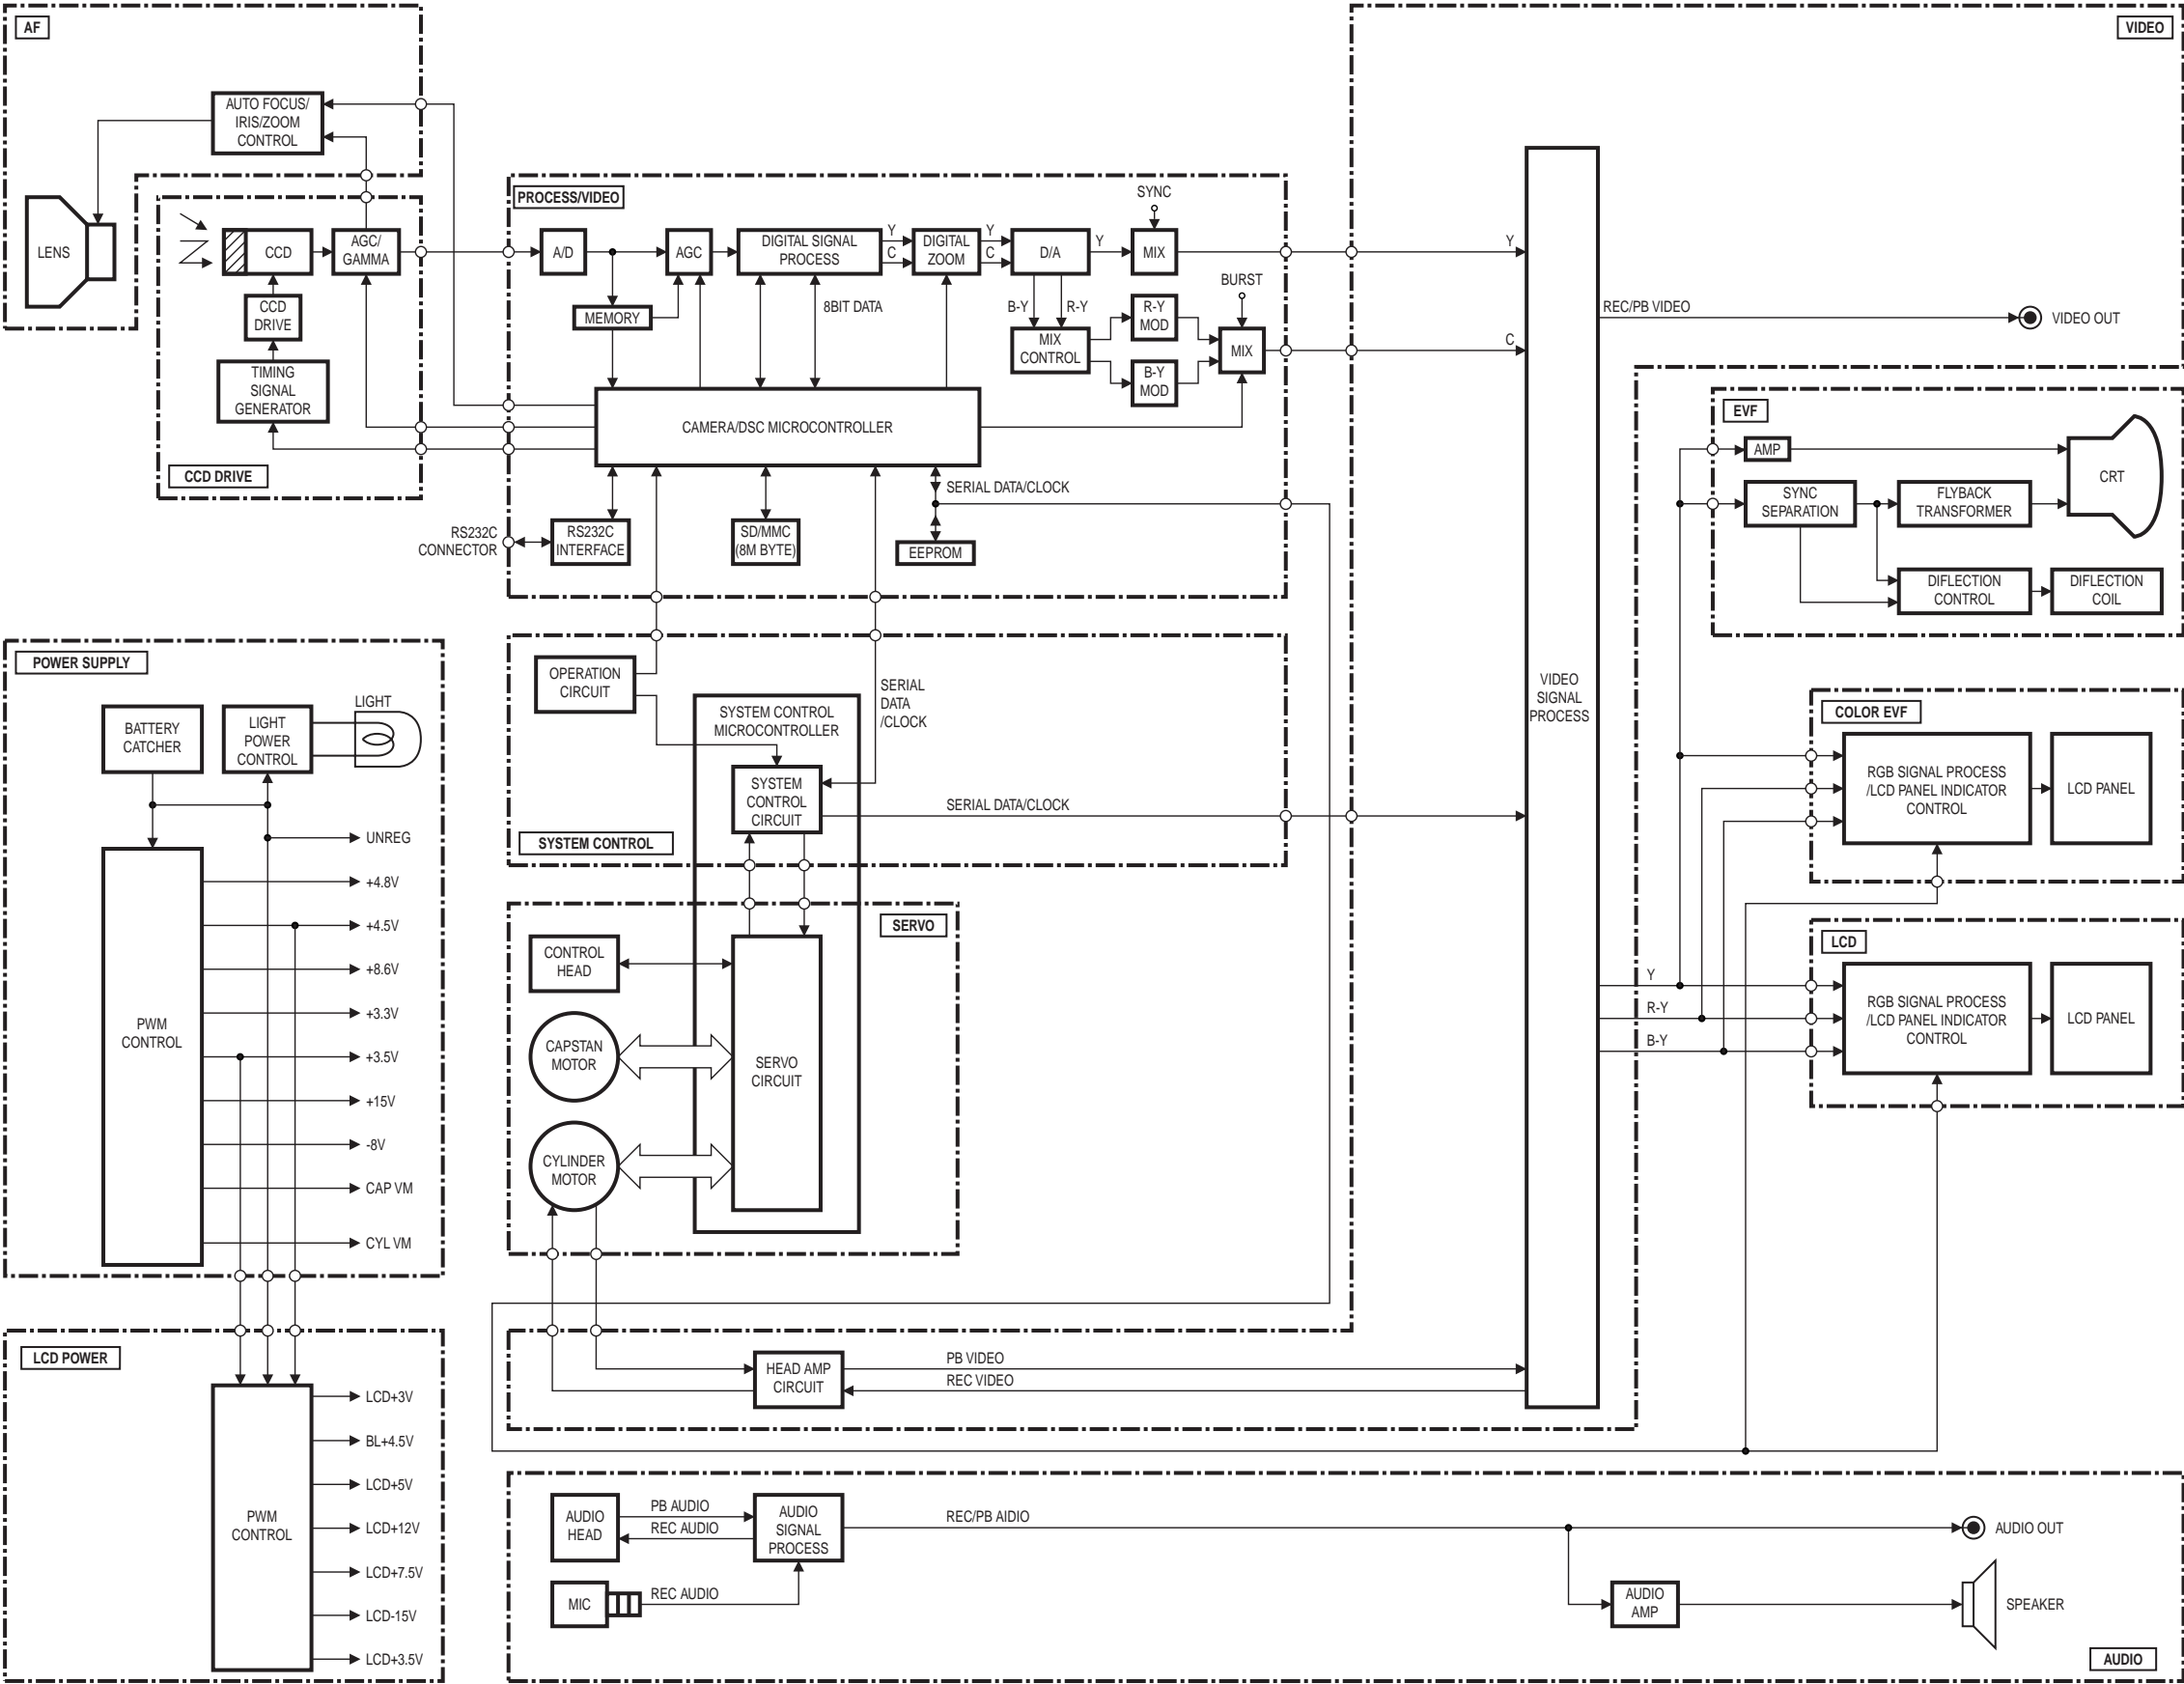 AF
AUTO FOCUS/
IRIS/ZOOM
CONTROL
LENS
CCD
AGC/
GAMMA
CCD
DRIVE
TIMING
SIGNAL
GENERATOR
CCD DRIVE
PROCESS/VIDEO
A/D
AGC
MEMORY
DIGITAL SIGNAL
PROCESS
Y
C
DIGITAL
ZOOM
Y
C
D/A
Y
SYNC
MIX
8BIT DATA
B-Y
R-Y
MIX
CONTROL
R-Y
MOD
B-Y
MOD
BURST
MIX
CAMERA/DSC MICROCONTROLLER
SERIAL DATA/CLOCK
RS232C
CONNECTOR
RS232C
INTERFACE
SD/MMC
(8M BYTE)
EEPROM
VIDEO
Y
C
VIDEO
SIGNAL
PROCESS
REC/PB VIDEO
VIDEO OUT
EVF
AMP
SYNC
SEPARATION
FLYBACK
TRANSFORMER
CRT
DIFLECTION
CONTROL
DIFLECTION
COIL
COLOR EVF
RGB SIGNAL PROCESS
/LCD PANEL INDICATOR
CONTROL
LCD PANEL
LCD
RGB SIGNAL PROCESS
/LCD PANEL INDICATOR
CONTROL
LCD PANEL
Y
R-Y
B-Y
POWER SUPPLY
BATTERY
CATCHER
LIGHT
POWER
CONTROL
LIGHT
PWM
CONTROL
UNREG
+4.8V
+4.5V
+8.6V
+3.3V
+3.5V
+15V
-8V
CAP VM
CYL VM
OPERATION
CIRCUIT
SYSTEM CONTROL
MICROCONTROLLER
SERIAL
DATA
/CLOCK
SYSTEM
CONTROL
CIRCUIT
SERIAL DATA/CLOCK
SYSTEM CONTROL
SERVO
CONTROL
HEAD
CAPSTAN
MOTOR
CYLINDER
MOTOR
SERVO
CIRCUIT
LCD POWER
PWM
CONTROL
LCD+3V
BL+4.5V
LCD+5V
LCD+12V
LCD+7.5V
LCD-15V
LCD+3.5V
HEAD AMP
CIRCUIT
PB VIDEO
REC VIDEO
AUDIO
HEAD
PB AUDIO
REC AUDIO
AUDIO
SIGNAL
PROCESS
MIC
REC AUDIO
REC/PB AIDIO
AUDIO OUT
AUDIO
AMP
SPEAKER
AUDIO